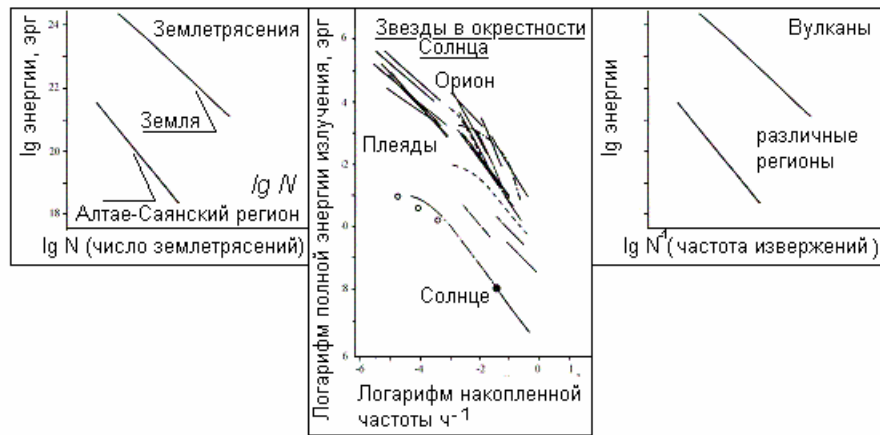 lg энергии, эрг
24
22
20
18
Землетрясения
Земля
lg N
Алтае-Саянский регион
lg N (число землетрясений)
Логарифм полной энергии излучения, эрг
Звезды в окрестности
Солнца
Орион
Плеяды
Солнце
6
4
2
0
8
6
-6
-4
-2
0
1
Логарифм накопленной
частоты ч⁻¹
lg энергии
Вулканы
различные
регионы
lg N⁴ (частота извержений)